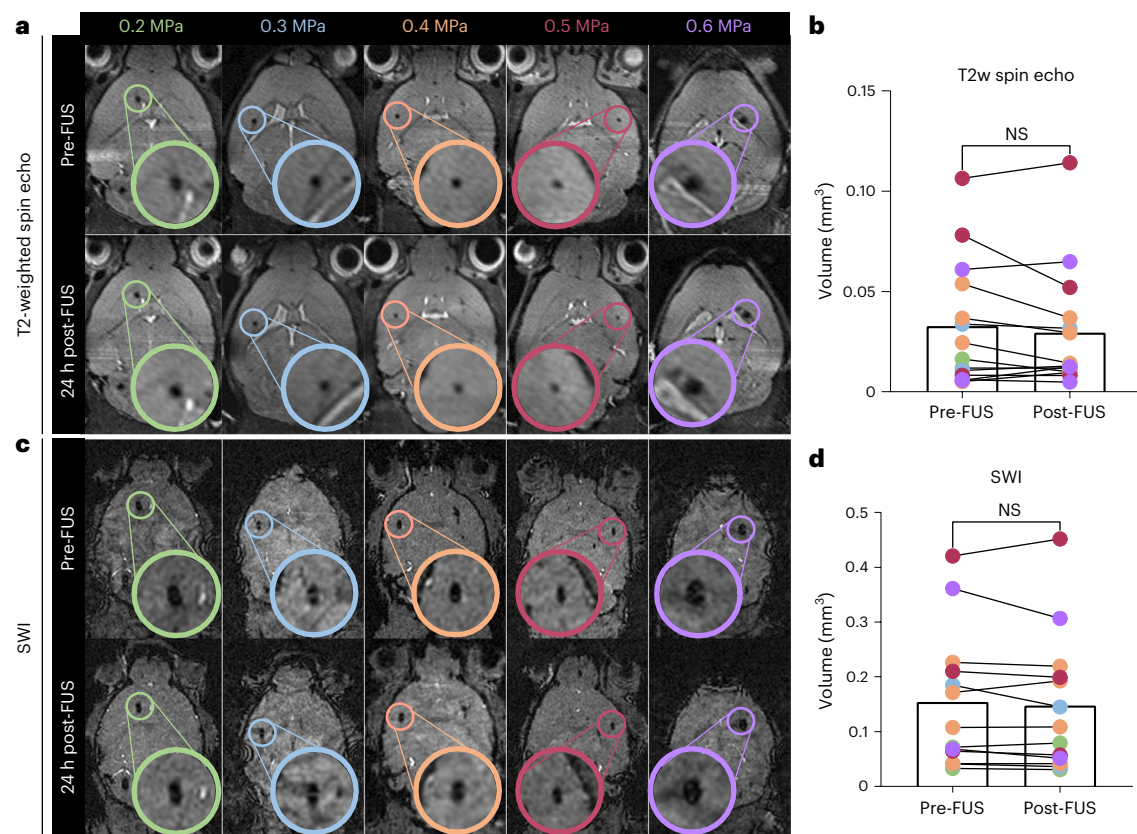 a
0.2 MPa
0.3 MPa
0.4 MPa
0.5 MPa
0.6 MPa
T2-weighted spin echo
Pre-FUS
24 h post-FUS
b
T2w spin echo
NS
Volume (mm³)
0.15
0.10
0.05
0
Pre-FUS
Post-FUS
c
SWI
Pre-FUS
24 h post-FUS
d
SWI
NS
Volume (mm³)
0.5
0.4
0.3
0.2
0.1
0
Pre-FUS
Post-FUS